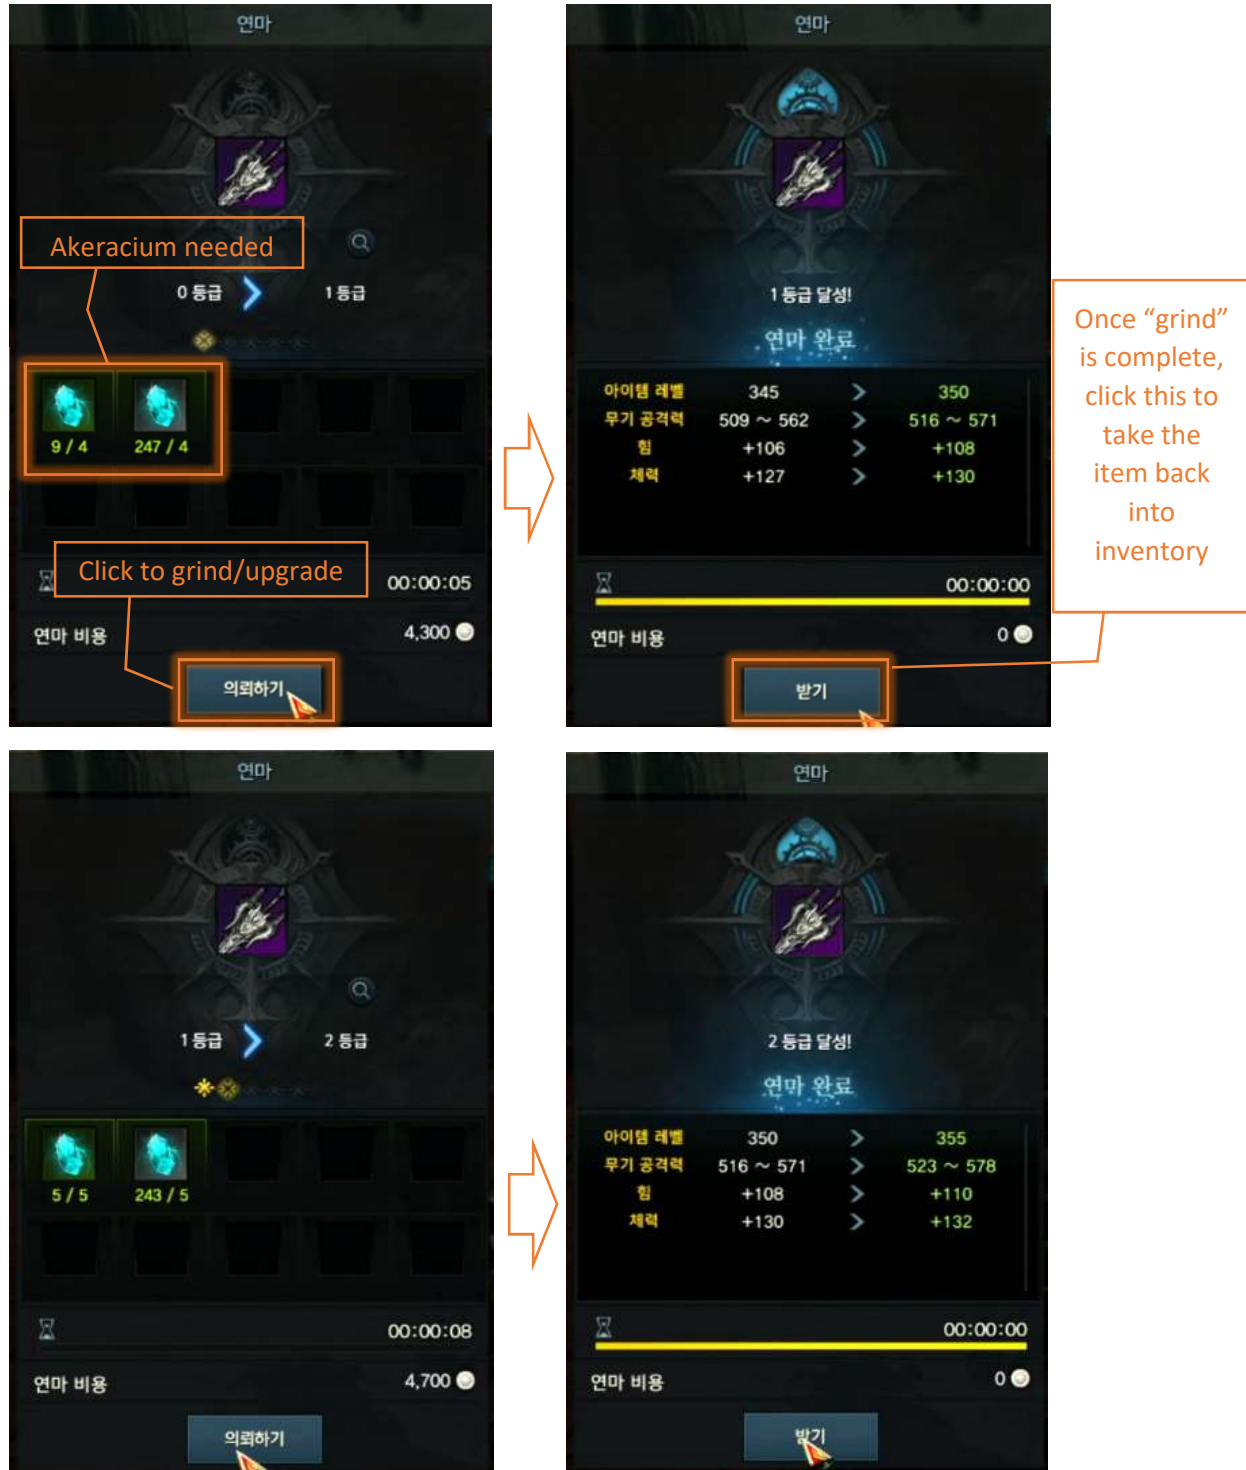 연마
Akeracium needed
0 등급
1 등급
9 / 4
247 / 4
Click to grind/upgrade
00:00:05
연마 비용
4,300
의뢰하기
연마
1 등급 달성!
연마 완료
아이템 레벨 345 > 350
무기 공격력 509 ~ 562 > 516 ~ 571
힘 +106 > +108
체력 +127 > +130
00:00:00
연마 비용
0
받기
Once “grind”
is complete,
click this to
take the
item back
into
inventory
연마
1 등급
2 등급
5 / 5
243 / 5
00:00:08
연마 비용
4,700
의뢰하기
연마
2 등급 달성!
연마 완료
아이템 레벨 350 > 355
무기 공격력 516 ~ 571 > 523 ~ 578
힘 +108 > +110
체력 +130 > +132
00:00:00
연마 비용
0
받기